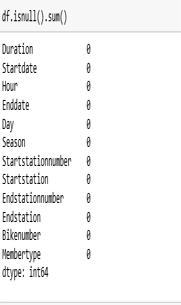 df.isnull().sum()
Duration 0
Startdate 0
Hour 0
Enddate 0
Day 0
Season 0
Startstationnumber 0
Startstation 0
Endstationnumber 0
Endstation 0
Bikenumber 0
Membertype 0
dtype: int64